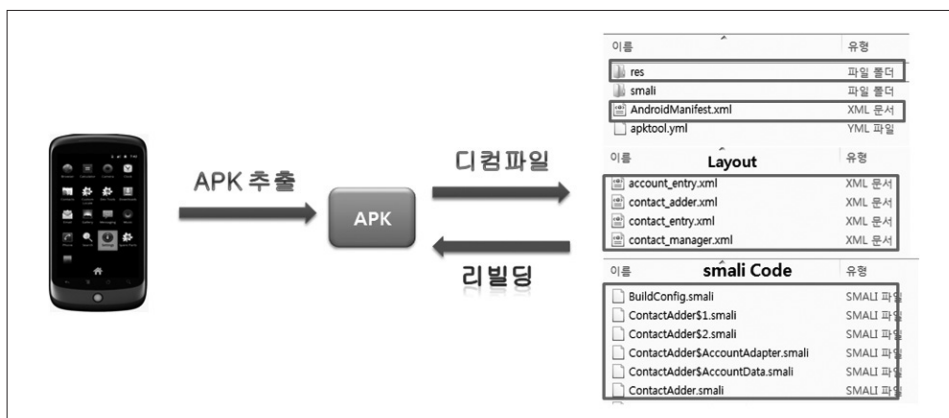 APK 추출
APK
디컴파일
리빌딩
이름 유형
res 파일 폴더
smali 파일 폴더
AndroidManifest.xml XML 문서
apktool.yml YML 파일
이름 Layout 유형
account_entry.xml XML 문서
contact_adder.xml XML 문서
contact_entry.xml XML 문서
contact_manager.xml XML 문서
이름 smali Code 유형
BuildConfig.smali SMALI 파일
ContactAdder$1.smali SMALI 파일
ContactAdder$2.smali SMALI 파일
ContactAdder$AccountAdapter.smali SMALI 파일
ContactAdder$AccountData.smali SMALI 파일
ContactAdder.smali SMALI 파일